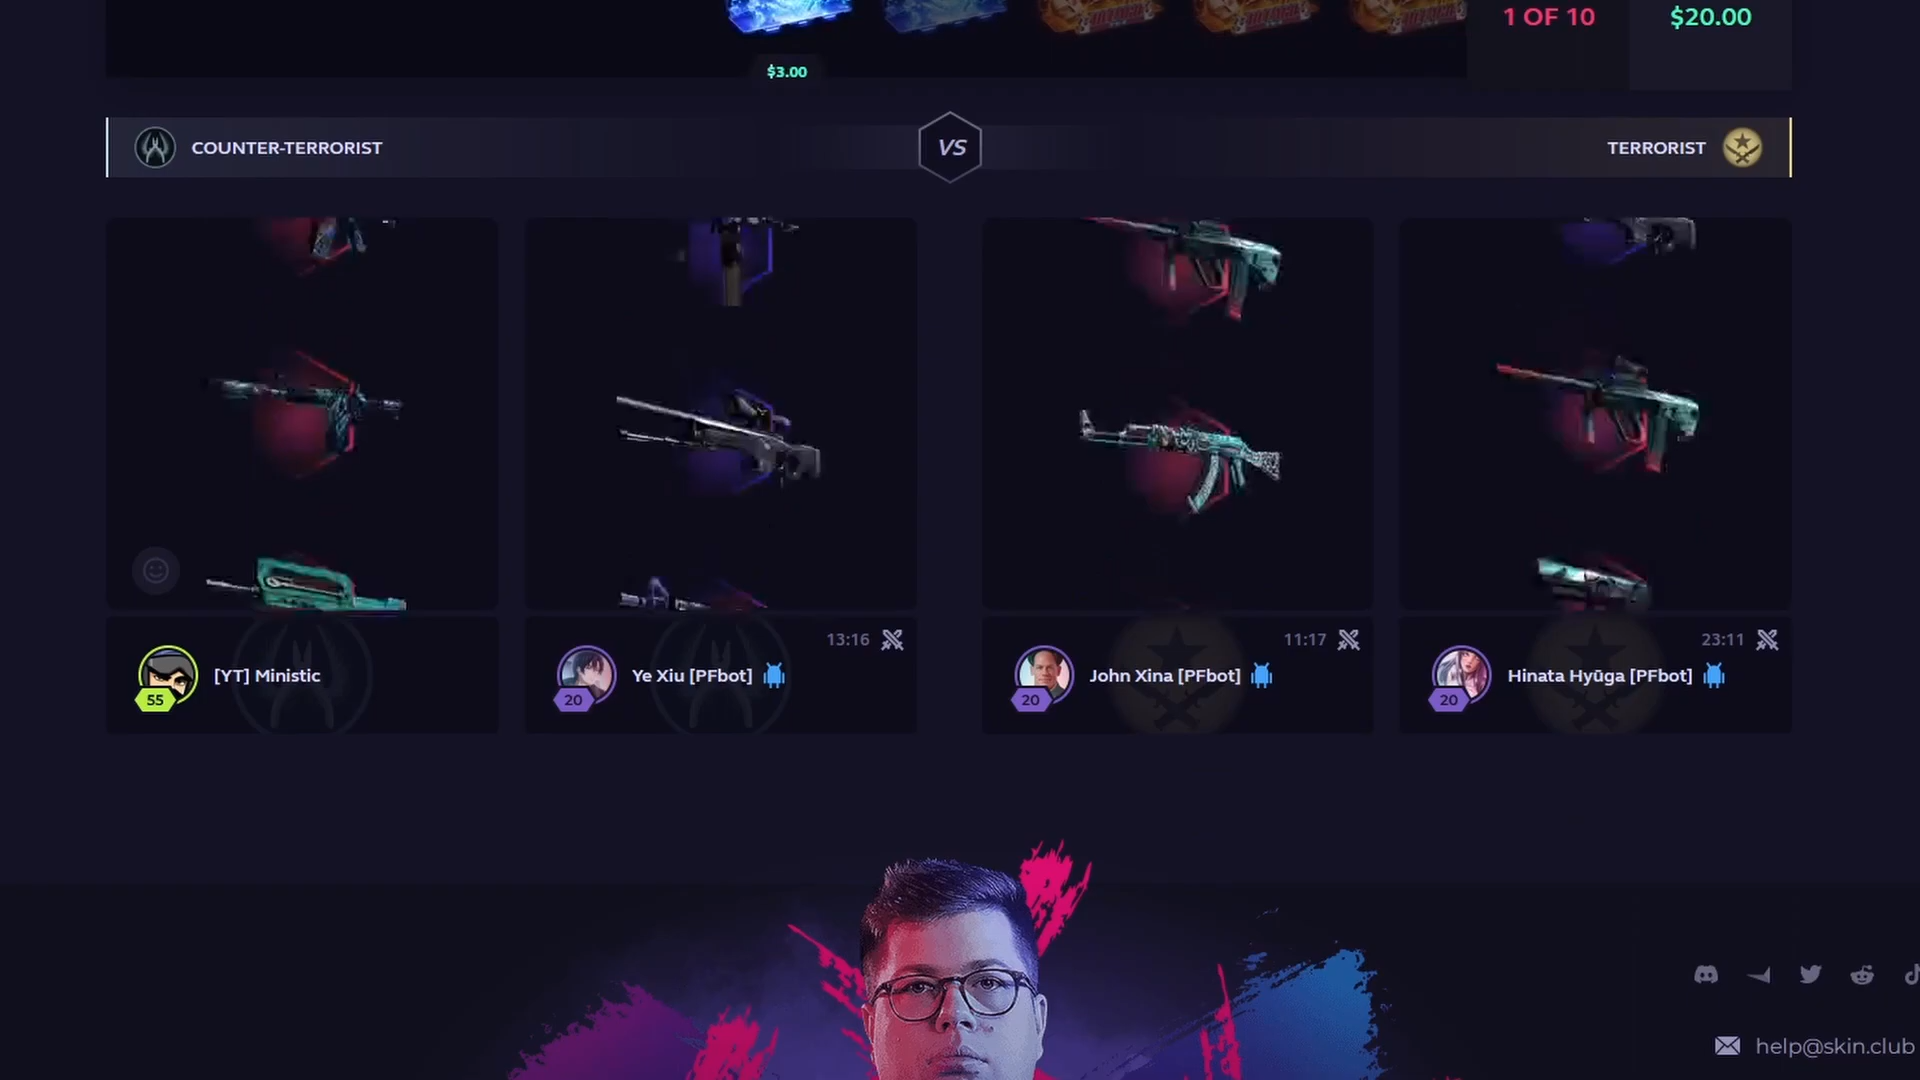 1 OF 10
$20.00
$3.00
COUNTER-TERRORIST
VS
TERRORIST
55
[YT] Ministic
13:16
20
Ye Xiu [PFbot]
11:17
20
John Xina [PFbot]
23:11
20
Hinata Hyūga [PFbot]
help@skin.club